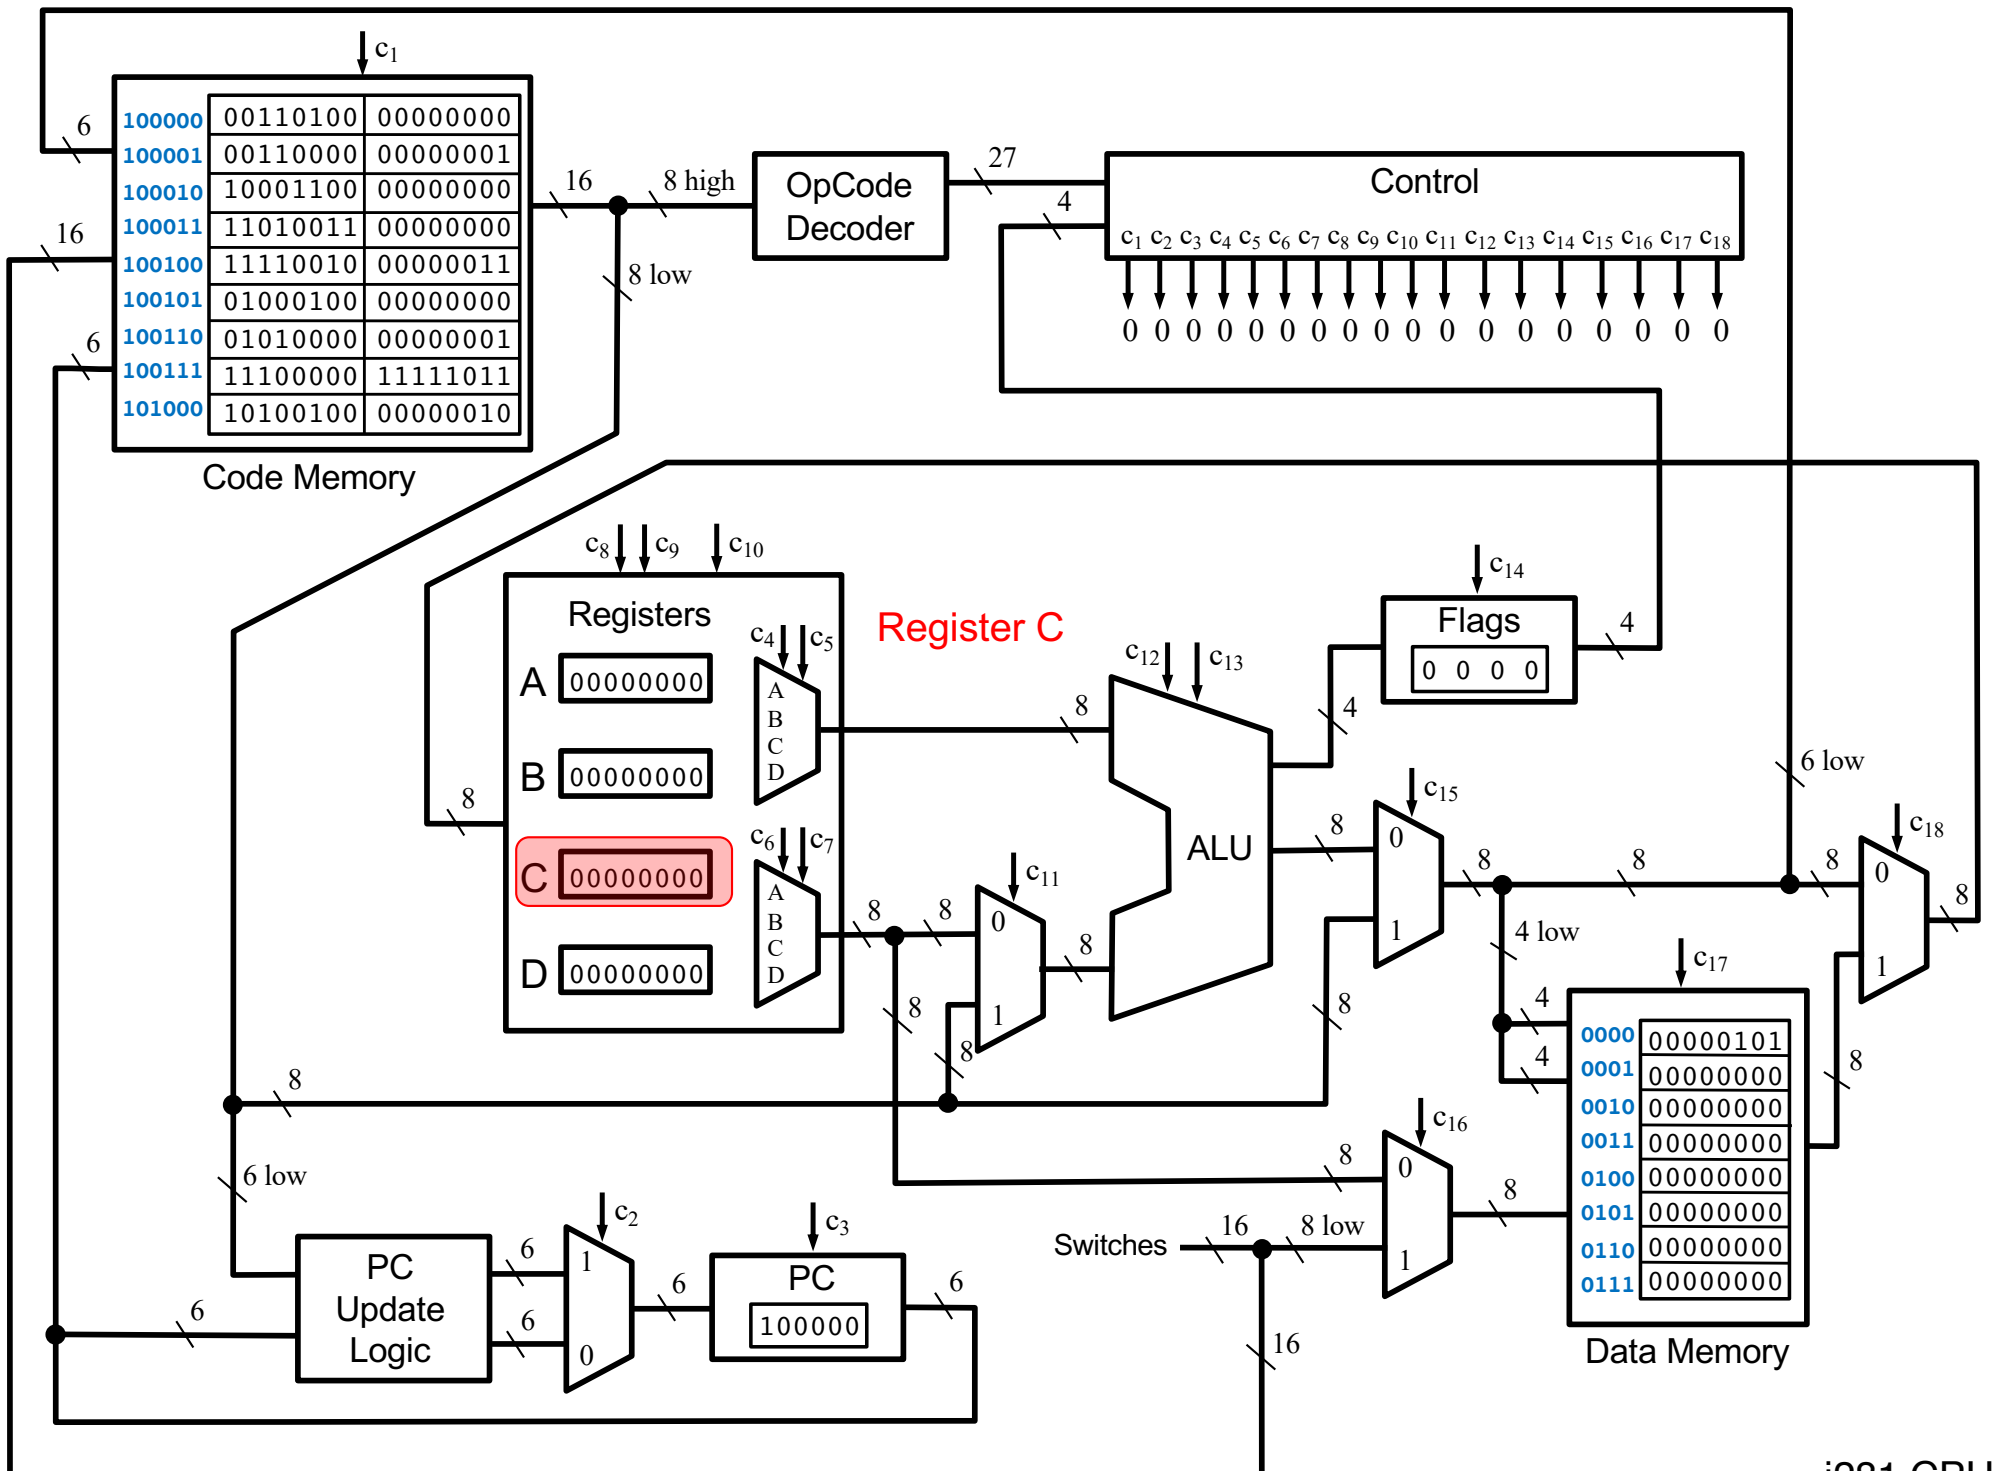 c1
100000 00110100 00000000
100001 00110000 00000001
100010 10001100 00000000
100011 11010011 00000000
100100 11110010 00000011
100101 01000100 00000000
100110 01010000 00000001
100111 11100000 11111011
101000 10100100 00000010
Code Memory
6
16
6
16
8 high
8 low
OpCode
Decoder
27
4
Control
c1 c2 c3 c4 c5 c6 c7 c8 c9 c10 c11 c12 c13 c14 c15 c16 c17 c18
0 0 0 0 0 0 0 0 0 0 0 0 0 0 0 0 0 0
c8 c9 c10
Registers
A 00000000
B 00000000
C 00000000
D 00000000
8
c4 c5
A
B
C
D
c6 c7
A
B
C
D
Register C
8
8
8
8
c11
0
1
8
8
c12 c13
ALU
4
c14
Flags
0 0 0 0
4
8
c15
0
1
8
8
8
6 low
8
c18
0
1
8
4 low
4
4
c17
0000 00000101
0001 00000000
0010 00000000
0011 00000000
0100 00000000
0101 00000000
0110 00000000
0111 00000000
Data Memory
8
8
6 low
6
PC
Update
Logic
6
6
c2
1
0
6
c3
PC
100000
6
Switches
16
8 low
16
8
c16
0
1
8